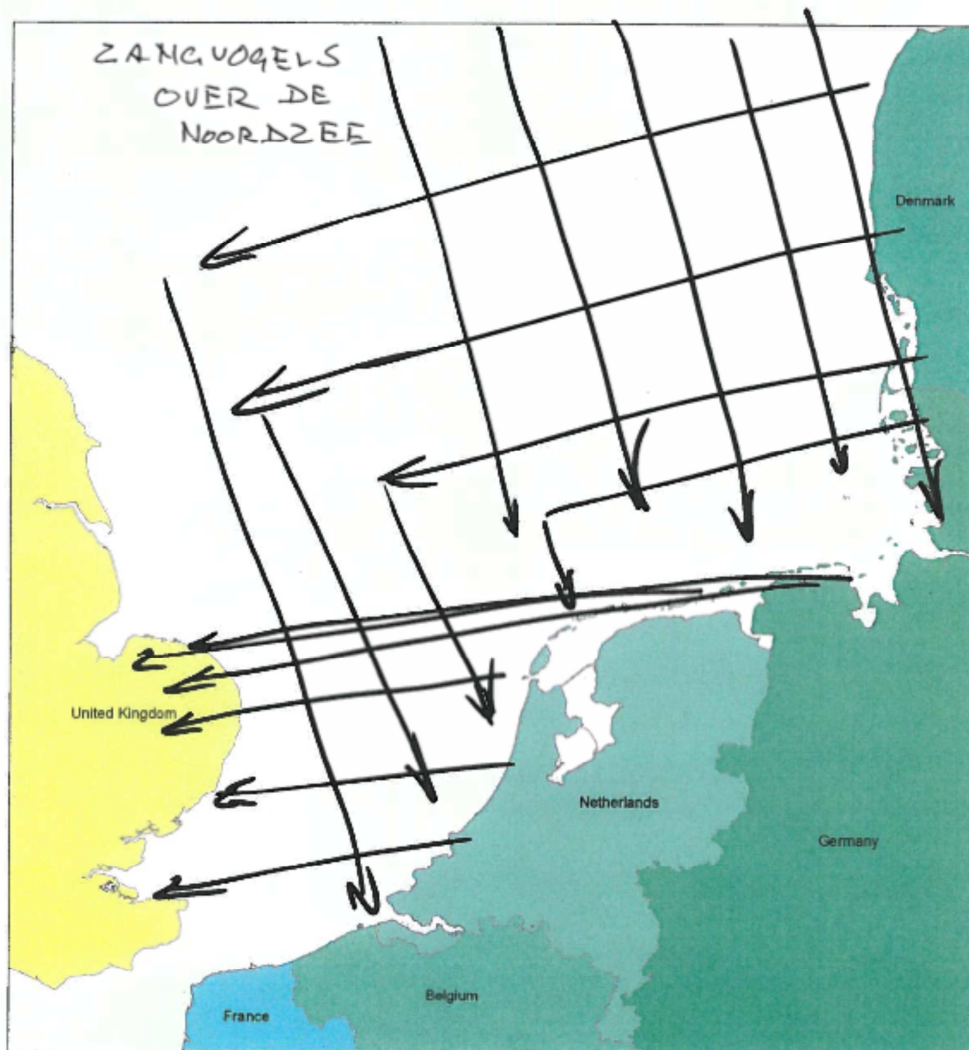 ZANGVOGELS
OVER DE
NOORDZEE
Denmark
United Kingdom
Netherlands
Germany
Belgium
France